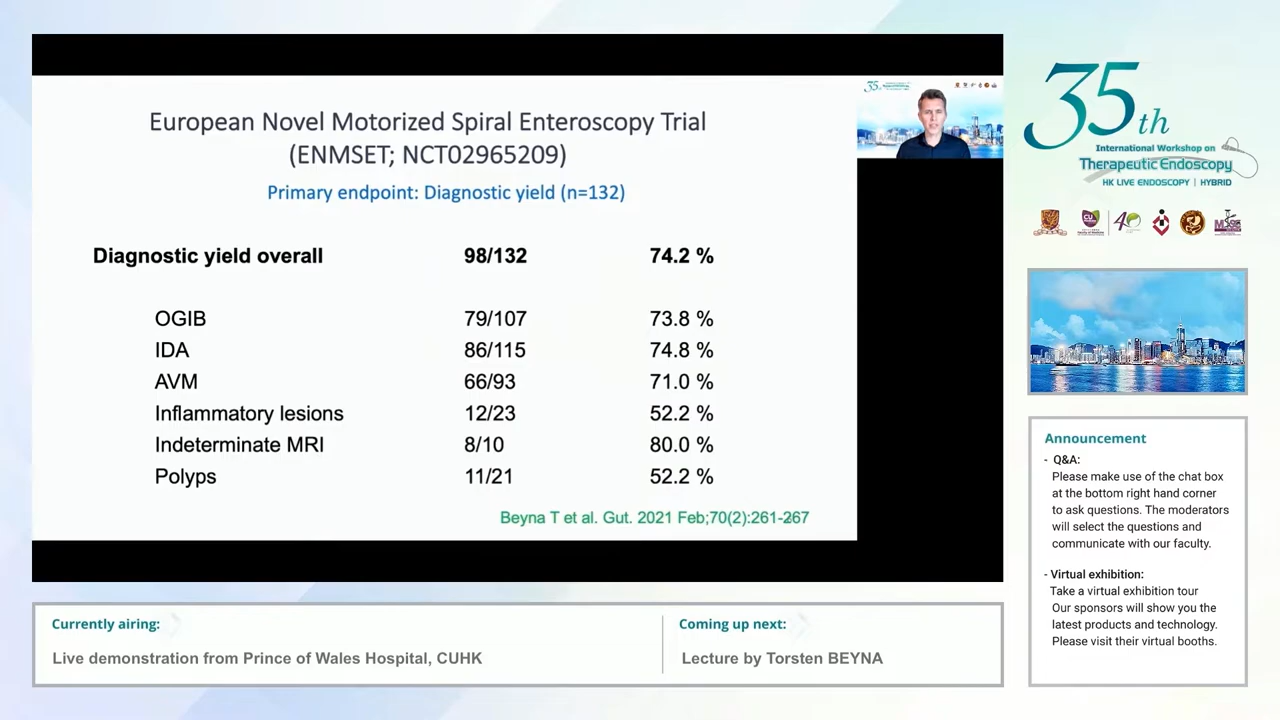 European Novel Motorized Spiral Enteroscopy Trial
(ENMSET; NCT02965209)
Primary endpoint: Diagnostic yield (n=132)
Diagnostic yield overall 98/132 74.2 %
OGIB 79/107 73.8 %
IDA 86/115 74.8 %
AVM 66/93 71.0 %
Inflammatory lesions 12/23 52.2 %
Indeterminate MRI 8/10 80.0 %
Polyps 11/21 52.2 %
Beyna T et al. Gut. 2021 Feb;70(2):261-267
35th
International Workshop on
Therapeutic Endoscopy
HK LIVE ENDOSCOPY | HYBRID
Announcement
- Q&A:
Please make use of the chat box
at the bottom right hand corner
to ask questions. The moderators
will select the questions and
communicate with our faculty.
- Virtual exhibition:
Take a virtual exhibition tour
Our sponsors will show you the
latest products and technology.
Please visit their virtual booths.
Currently airing:
Live demonstration from Prince of Wales Hospital, CUHK
Coming up next:
Lecture by Torsten BEYNA